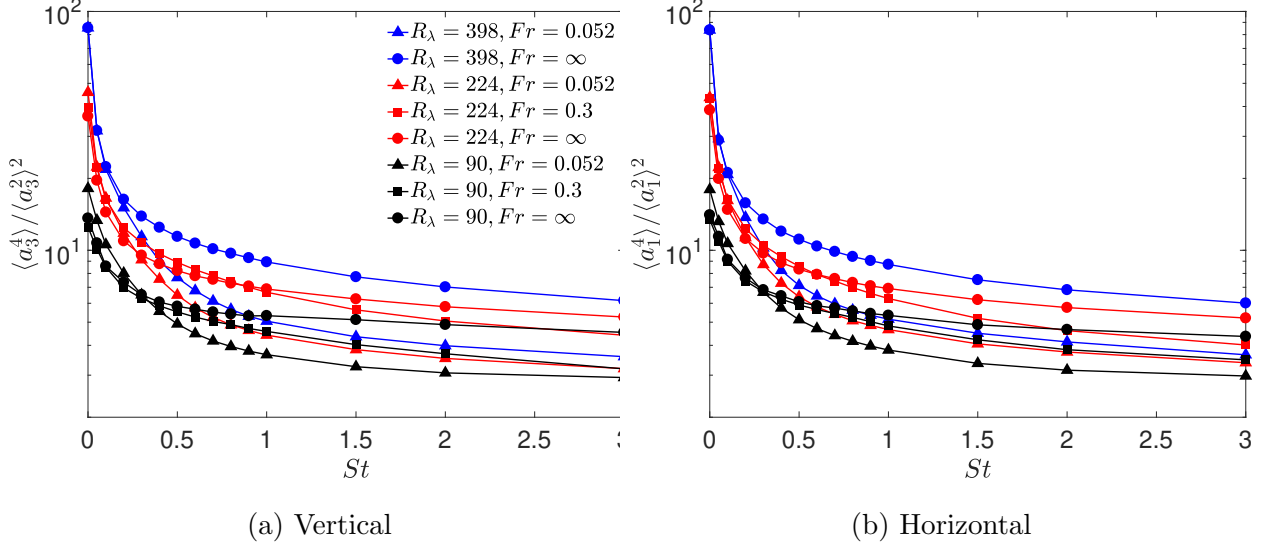 10^2
10^1
⟨a_3^4⟩/⟨a_3^2⟩^2
R_λ = 398, Fr = 0.052
R_λ = 398, Fr = ∞
R_λ = 224, Fr = 0.052
R_λ = 224, Fr = 0.3
R_λ = 224, Fr = ∞
R_λ = 90, Fr = 0.052
R_λ = 90, Fr = 0.3
R_λ = 90, Fr = ∞
0 0.5 1 1.5 2 2.5 3
St
(a) Vertical
10^2
10^1
⟨a_1^4⟩/⟨a_1^2⟩^2
0 0.5 1 1.5 2 2.5 3
St
(b) Horizontal